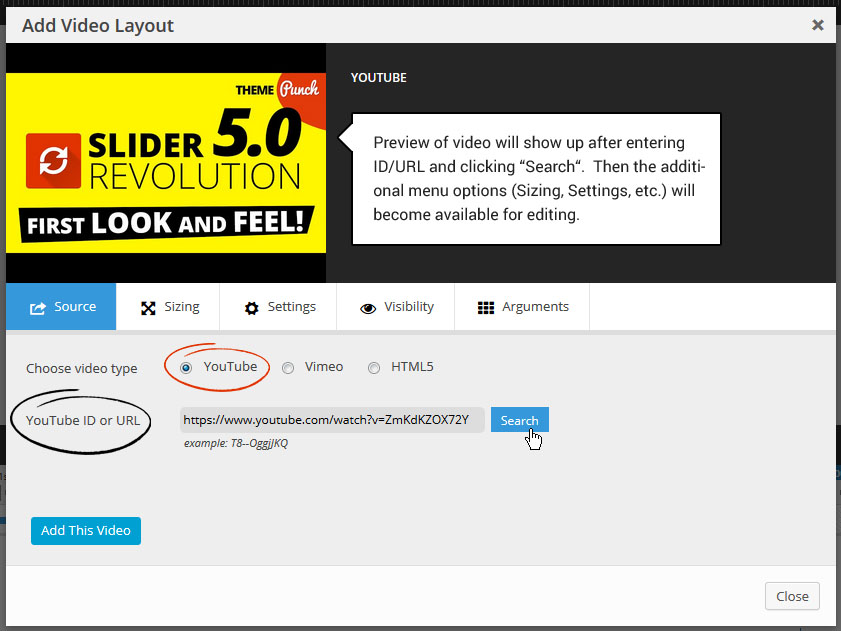 Add Video Layout
THEME Punch
SLIDER 5.0
REVOLUTION
FIRST LOOK AND FEEL!
YOUTUBE
Preview of video will show up after entering
ID/URL and clicking “Search“. Then the additi-
onal menu options (Sizing, Settings, etc.) will
become available for editing.
Source Sizing Settings Visibility Arguments
Choose video type YouTube Vimeo HTML5
YouTube ID or URL https://www.youtube.com/watch?v=ZmKdKZOX72Y Search
example: T8--OggjJKQ
Add This Video
Close